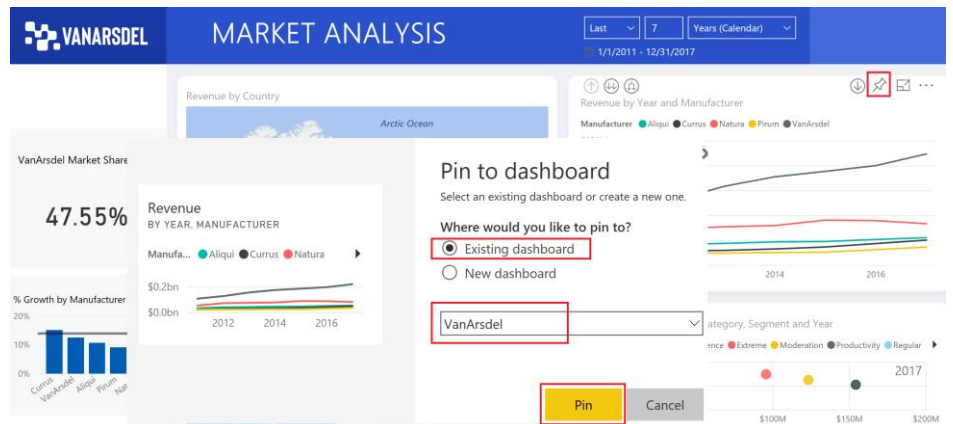 VANARSDEL
MARKET ANALYSIS
Last 7 Years (Calendar)
1/1/2011 - 12/31/2017
Revenue by Country
Arctic Ocean
Revenue by Year and Manufacturer
Manufacturer Aliqui Currus Natura Pirum VanArsdel
2014 2016
VanArsdel Market Share
47.55%
% Growth by Manufacturer
20%
10%
0%
Currus VanArsdel Aliqui Pirum Nat
Revenue
BY YEAR, MANUFACTURER
Manufa... Aliqui Currus Natura
$0.2bn
$0.0bn
2012 2014 2016
Pin to dashboard
Select an existing dashboard or create a new one.
Where would you like to pin to?
Existing dashboard
New dashboard
VanArsdel
Pin Cancel
ategory, Segment and Year
ence Extreme Moderation Productivity Regular
2017
$100M $150M $200M